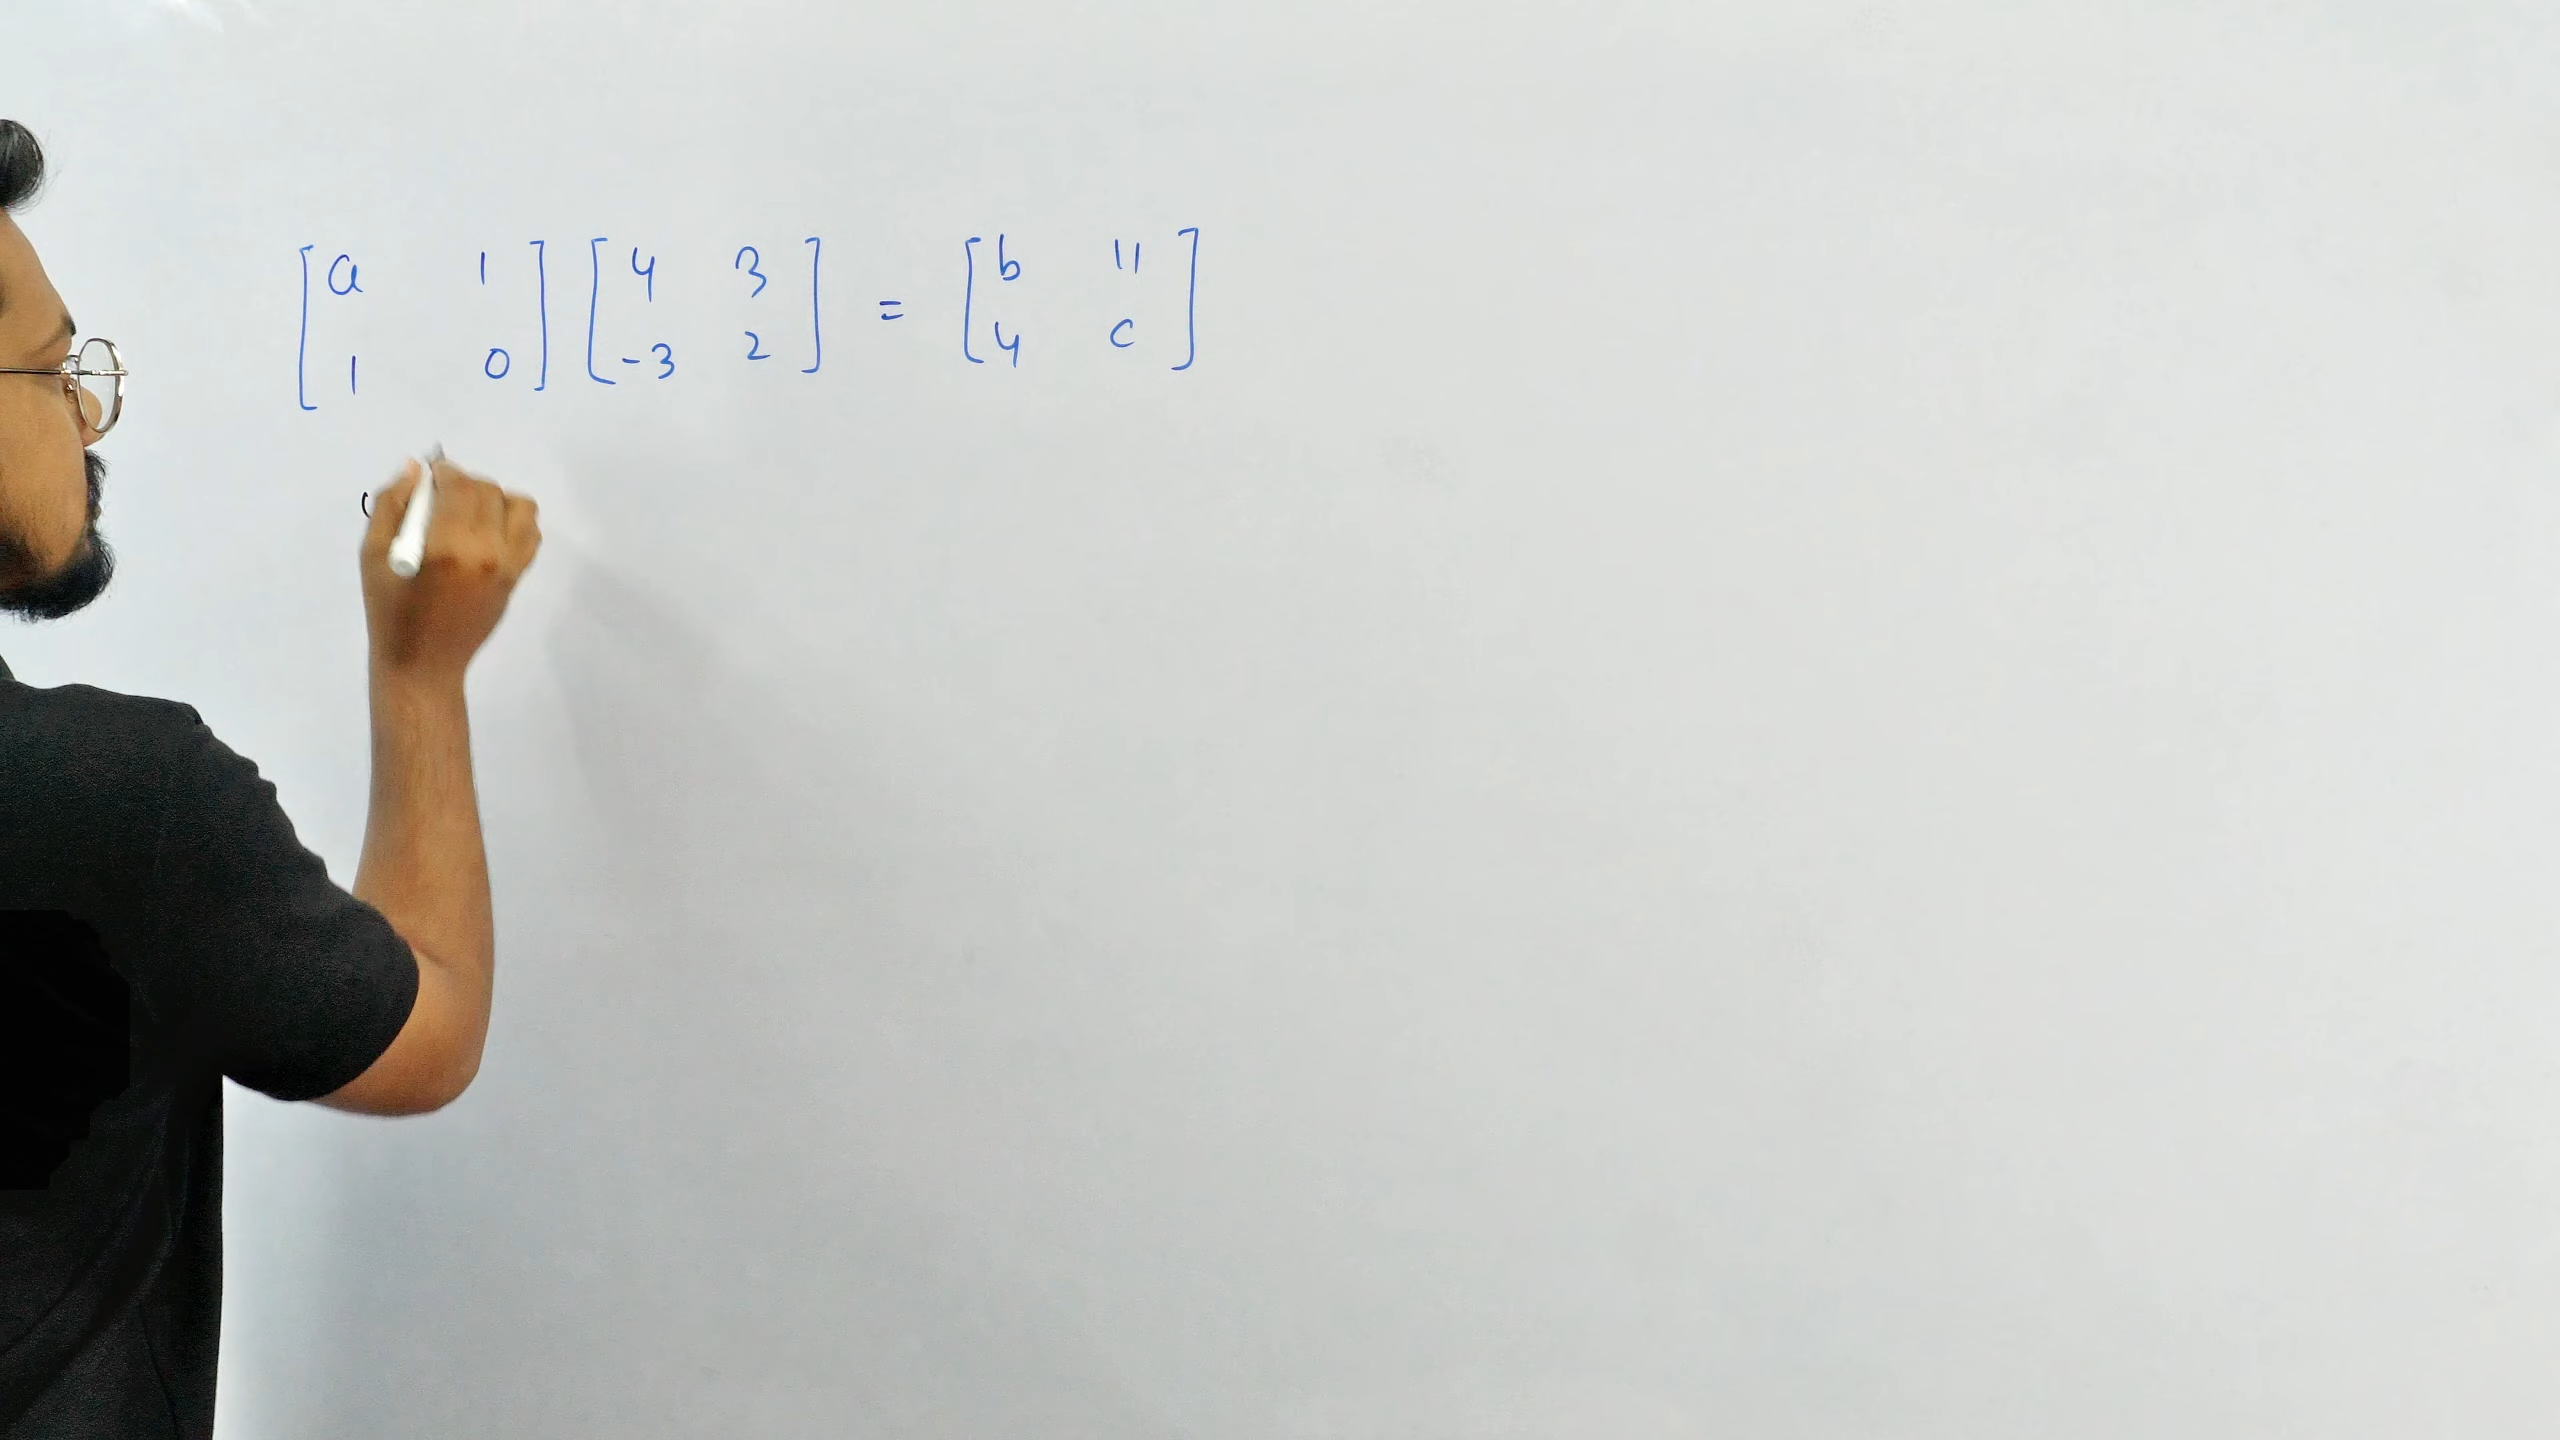 [a 1] [4 3] = [b 11]
[1 0] [-3 2] [4 c]